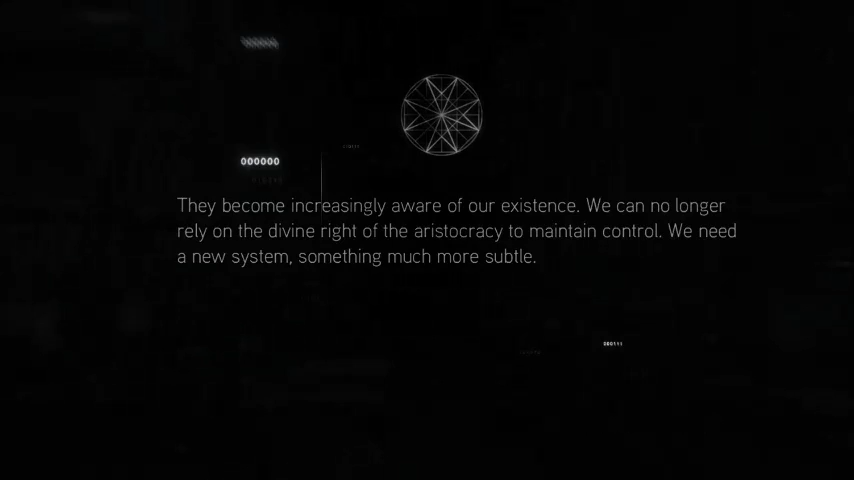 000000
They become increasingly aware of our existence. We can no longer
rely on the divine right of the aristocracy to maintain control. We need
a new system, something much more subtle.